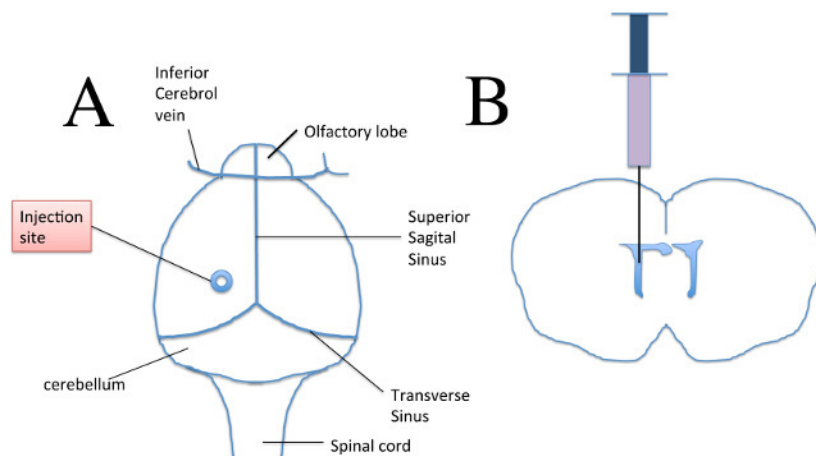 A
B
Inferior
Cerebrol
vein
Olfactory lobe
Injection
site
Superior
Sagital
Sinus
cerebellum
Transverse
Sinus
Spinal cord